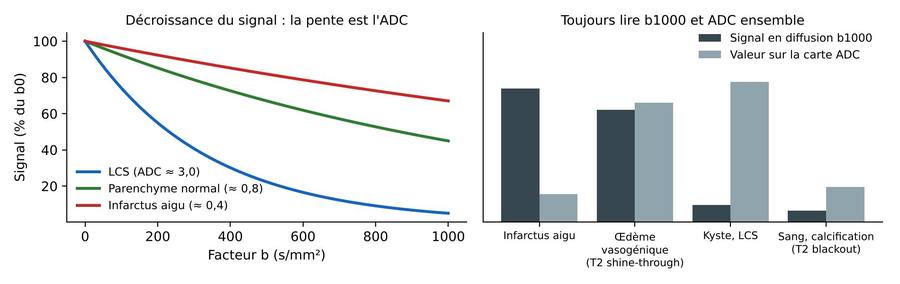 Décroissance du signal : la pente est l'ADC
Signal (% du b0)
100
80
60
40
20
LCS (ADC ≈ 3,0)
Parenchyme normal (≈ 0,8)
Infarctus aigu (≈ 0,4)
0 200 400 600 800 1000
Facteur b (s/mm²)
Toujours lire b1000 et ADC ensemble
Signal en diffusion b1000
Valeur sur la carte ADC
Infarctus aigu
Œdème
vasogénique
(T2 shine-through)
Kyste, LCS
Sang, calcification
(T2 blackout)